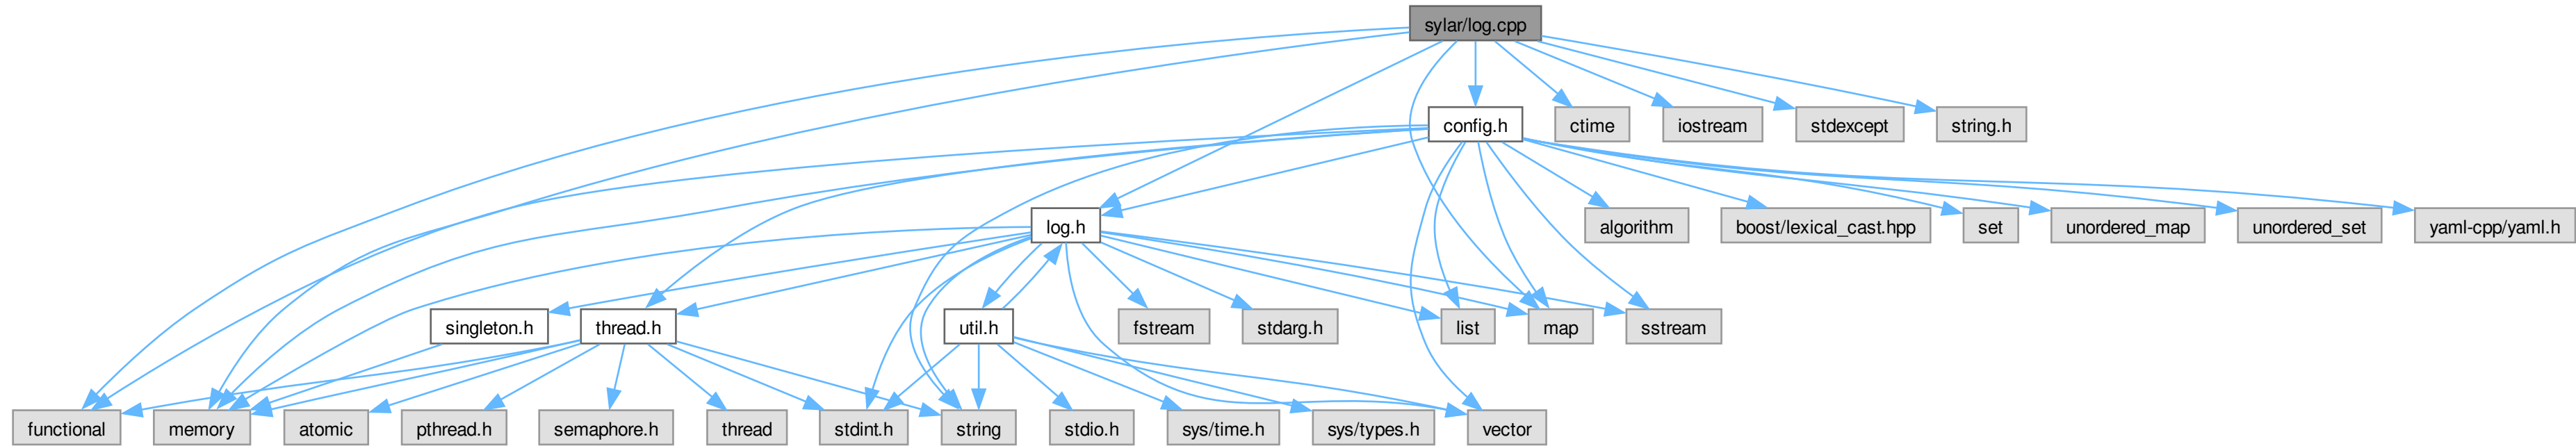 sylar/log.cpp
config.h
ctime
iostream
stdexcept
string.h
log.h
algorithm
boost/lexical_cast.hpp
set
unordered_map
unordered_set
yaml-cpp/yaml.h
singleton.h
thread.h
util.h
fstream
stdarg.h
list
map
sstream
functional
memory
atomic
pthread.h
semaphore.h
thread
stdint.h
string
stdio.h
sys/time.h
sys/types.h
vector